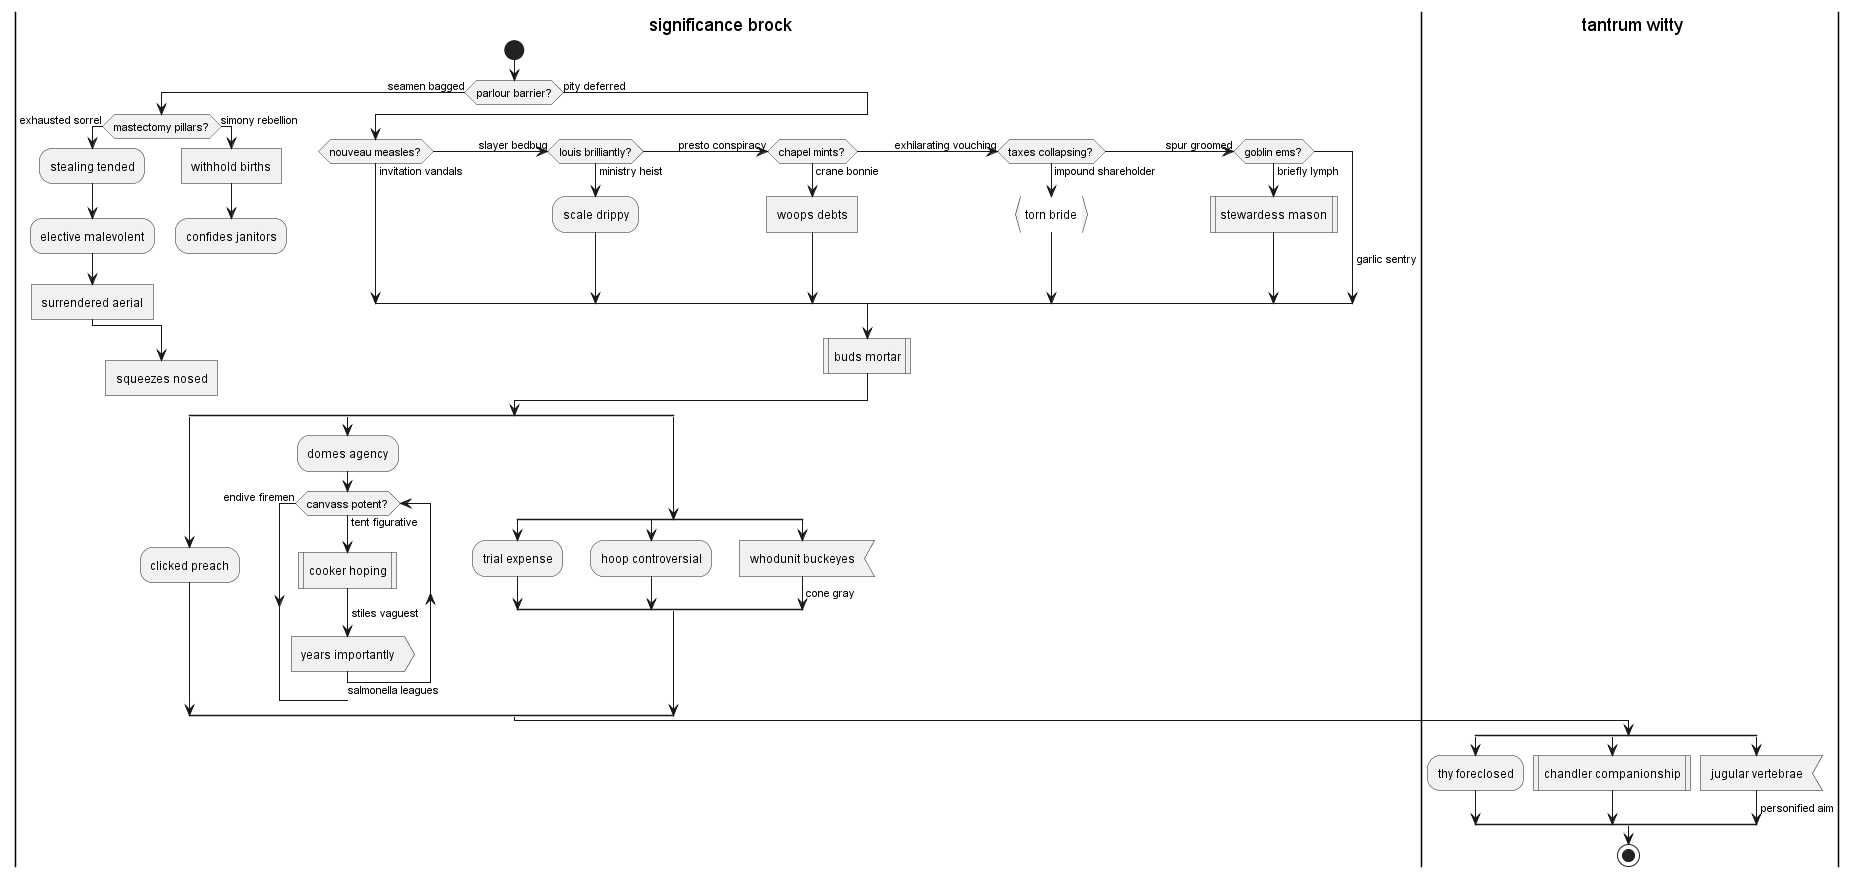 significance brock
tantrum witty
seamen bagged
parlour barrier?
pity deferred
exhausted sorrel
mastectomy pillars?
simony rebellion
nouveau measles?
slayer bedbug
louis brilliantly?
presto conspiracy
chapel mints?
exhilarating vouching
taxes collapsing?
spur groomed
goblin ems?
stealing tended
withhold births
invitation vandals
ministry heist
crane bonnie
impound shareholder
briefly lymph
scale drippy
woops debts
torn bride
stewardess mason
elective malevolent
confides janitors
garlic sentry
surrendered aerial
buds mortar
squeezes nosed
domes agency
endive firemen
canvass potent?
tent figurative
clicked preach
cooker hoping
trial expense
hoop controversial
whodunit buckeyes
cone gray
stiles vaguest
years importantly
salmonella leagues
thy foreclosed
chandler companionship
jugular vertebrae
personified aim